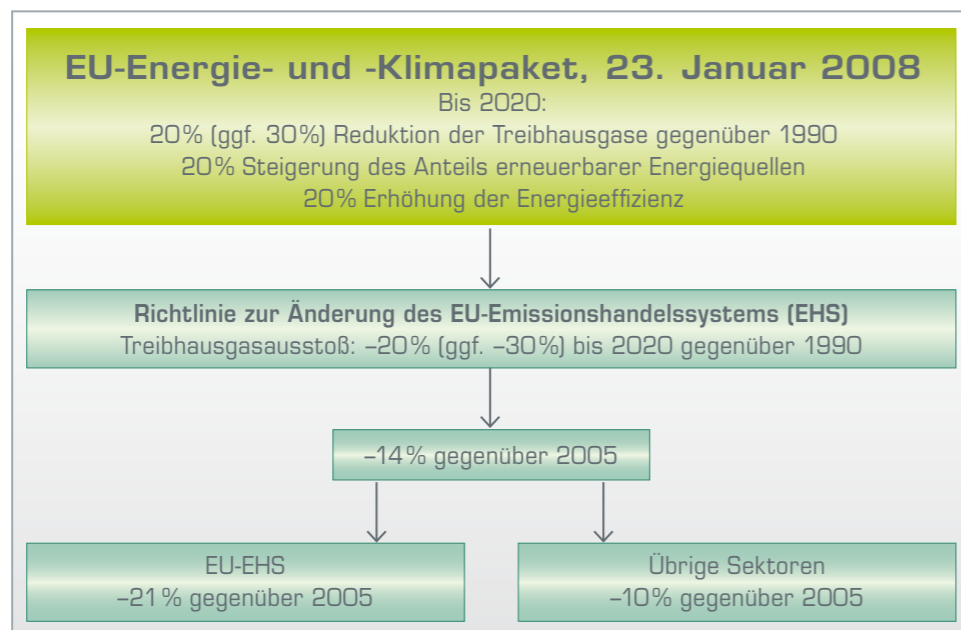 EU-Energie- und -Klimapaket, 23. Januar 2008
Bis 2020:
20% (ggf. 30%) Reduktion der Treibhausgase gegenüber 1990
20% Steigerung des Anteils erneuerbarer Energiequellen
20% Erhöhung der Energieeffizienz
Richtlinie zur Änderung des EU-Emissionshandelssystems (EHS)
Treibhausgasausstoß: –20% (ggf. –30%) bis 2020 gegenüber 1990
–14% gegenüber 2005
EU-EHS
–21% gegenüber 2005
Übrige Sektoren
–10% gegenüber 2005